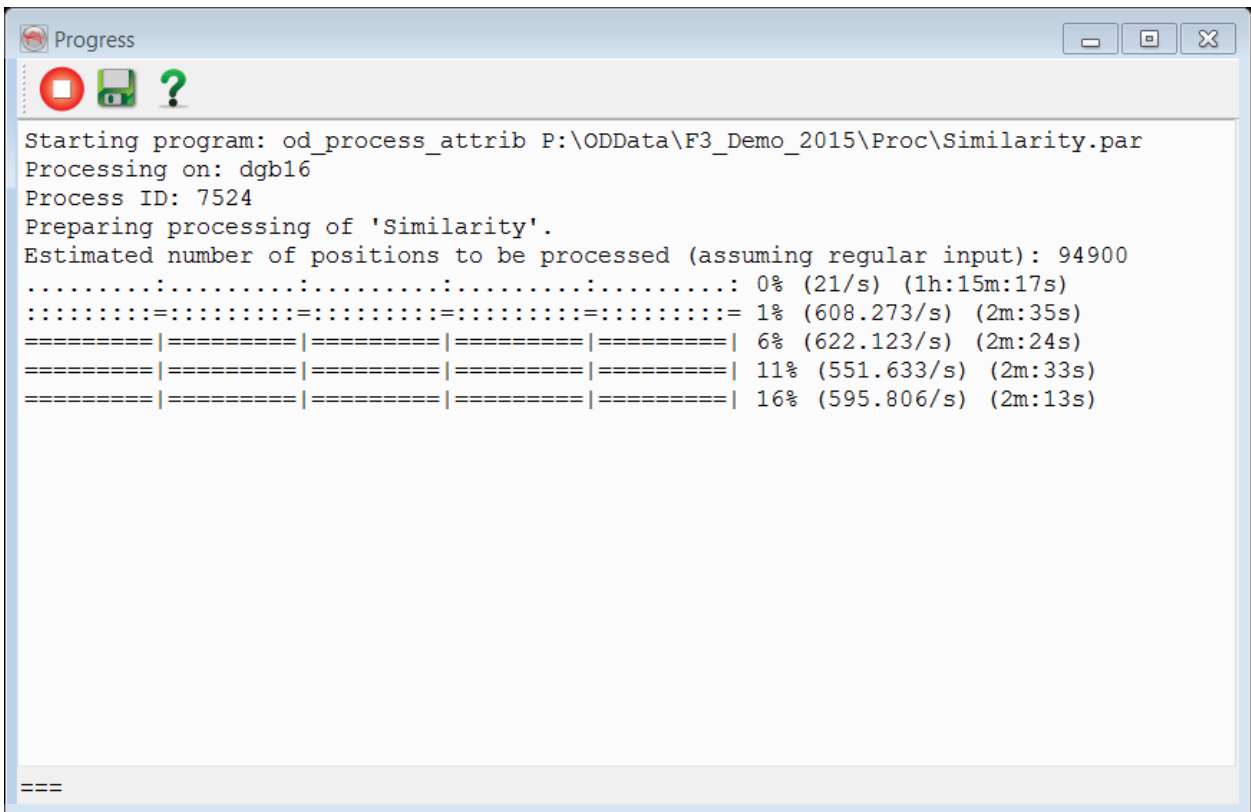 Progress
?
Starting program: od_process_attrib P:\ODData\F3_Demo_2015\Proc\Similarity.par
Processing on: dgb16
Process ID: 7524
Preparing processing of 'Similarity'.
Estimated number of positions to be processed (assuming regular input): 94900
.........:.........:.........:.........:.........: 0% (21/s) (1h:15m:17s)
:::::::::=:::::::::=:::::::::=:::::::::=:::::::::= 1% (608.273/s) (2m:35s)
=========|=========|=========|=========|=========| 6% (622.123/s) (2m:24s)
=========|=========|=========|=========|=========| 11% (551.633/s) (2m:33s)
=========|=========|=========|=========|=========| 16% (595.806/s) (2m:13s)
===